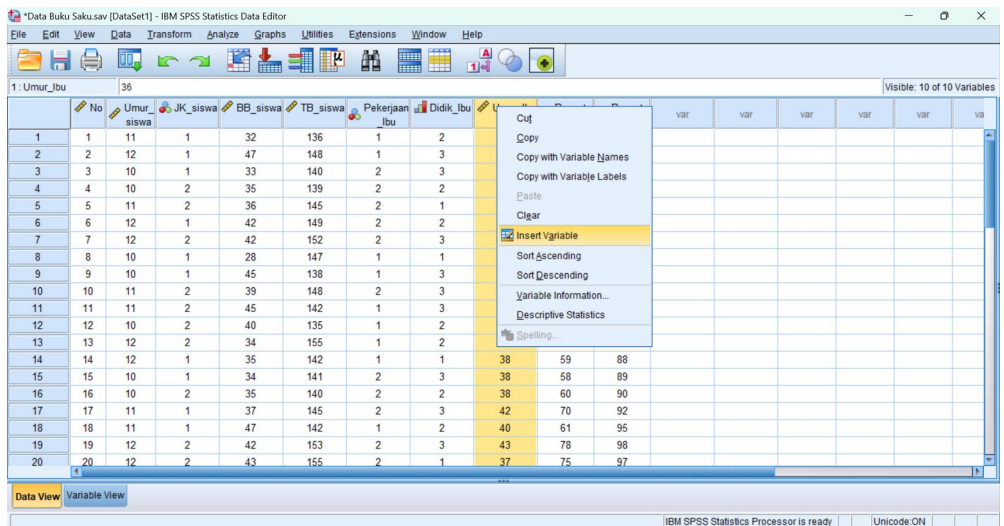 *Data Buku Saku.sav [DataSet1] - IBM SPSS Statistics Data Editor
File Edit View Data Transform Analyze Graphs Utilities Extensions Window Help
1 : Umur_Ibu 36 Visible: 10 of 10 Variables
No Umur_siswa JK_siswa BB_siswa TB_siswa Pekerjaan_Ibu Didik_Ibu var var var var var va
1 1 11 1 32 136 1 2
2 2 12 1 47 148 1 3
3 3 10 1 33 140 2 3
4 4 10 2 35 139 2 2
5 5 11 2 36 145 2 1
6 6 12 1 42 149 2 2
7 7 12 2 42 152 2 3
8 8 10 1 28 147 1 1
9 9 10 1 45 138 1 3
10 10 11 2 39 148 2 3
11 11 11 2 45 142 1 3
12 12 10 2 40 135 1 2
13 13 12 2 34 155 1 2
14 14 12 1 35 142 1 1 38 59 88
15 15 10 1 34 141 2 3 38 58 89
16 16 10 2 35 140 2 2 38 60 90
17 17 11 1 37 145 2 3 42 70 92
18 18 11 1 47 142 1 2 40 61 95
19 19 12 2 42 153 2 3 43 78 98
20 20 12 2 43 155 2 1 37 75 97
Cut
Copy
Copy with Variable Names
Copy with Variable Labels
Paste
Clear
Insert Variable
Sort Ascending
Sort Descending
Variable Information...
Descriptive Statistics
Spelling...
Data View Variable View
IBM SPSS Statistics Processor is ready Unicode:ON